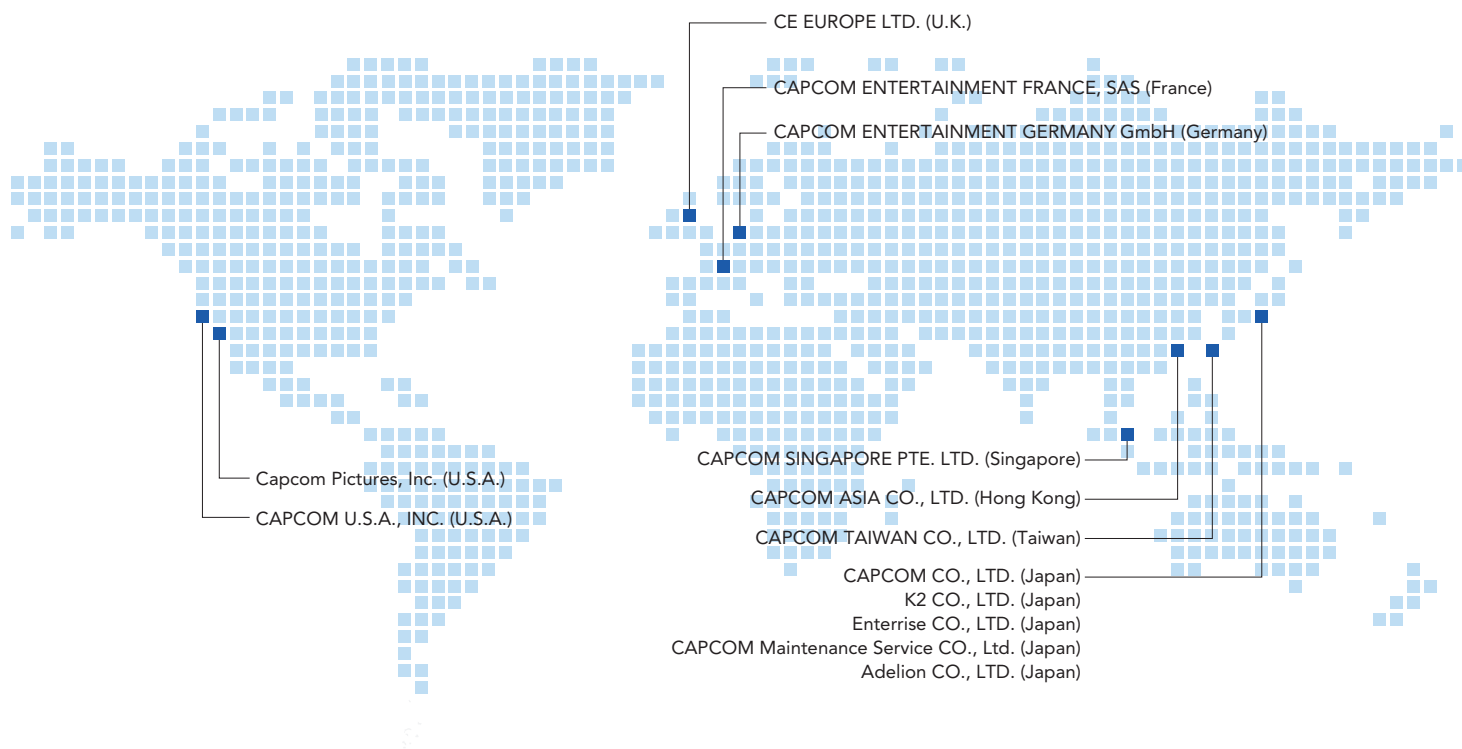 CE EUROPE LTD. (U.K.)
CAPCOM ENTERTAINMENT FRANCE, SAS (France)
CAPCOM ENTERTAINMENT GERMANY GmbH (Germany)
Capcom Pictures, Inc. (U.S.A.)
CAPCOM U.S.A., INC. (U.S.A.)
CAPCOM SINGAPORE PTE. LTD. (Singapore)
CAPCOM ASIA CO., LTD. (Hong Kong)
CAPCOM TAIWAN CO., LTD. (Taiwan)
CAPCOM CO., LTD. (Japan)
K2 CO., LTD. (Japan)
Enterrise CO., LTD. (Japan)
CAPCOM Maintenance Service CO., Ltd. (Japan)
Adelion CO., LTD. (Japan)